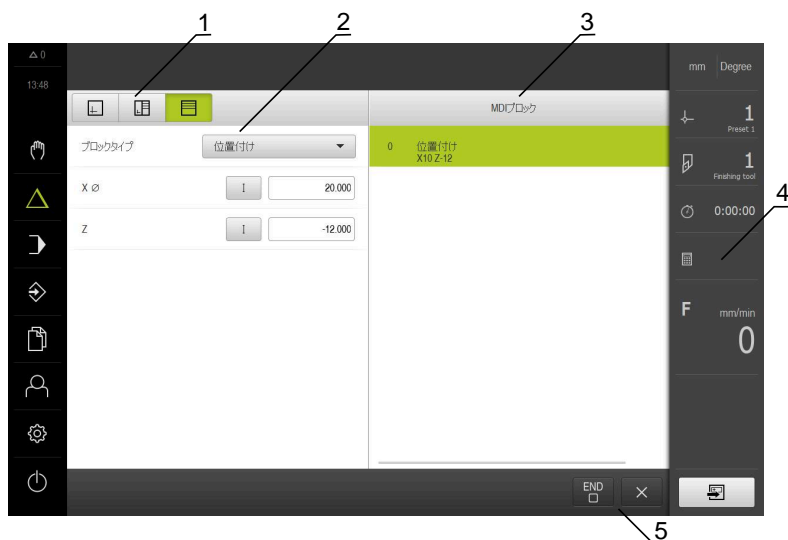 1
2
3
0
13:48
mm Degree
MDIブロック
1
Preset 1
ブロックタイプ
位置付け
0 位置付け
X10 Z-12
1
Finishing tool
X ⌀
I
20.000
4
0:00:00
Z
I
-12.000
F mm/min
0
END
5